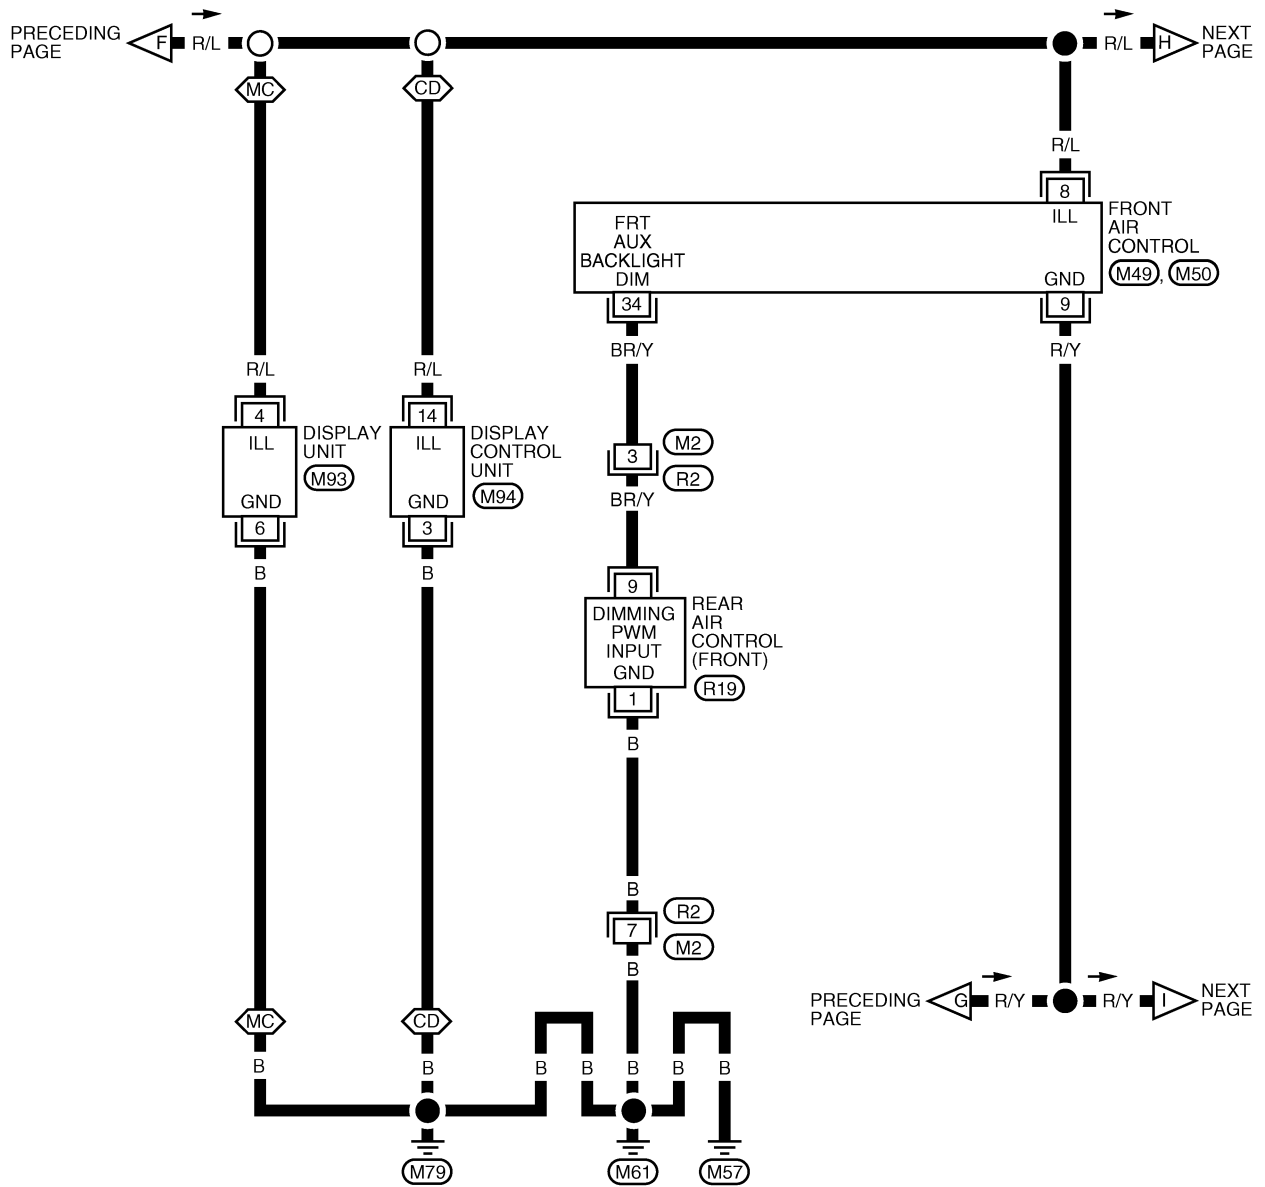 PRECEDING
PAGE
F
R/L
R/L
H
NEXT
PAGE
MC
CD
R/L
8
ILL
FRONT
AIR
CONTROL
M49, M50
FRT
AUX
BACKLIGHT
DIM
GND
34
9
BR/Y
R/Y
R/L
R/L
4
ILL
GND
6
DISPLAY
UNIT
M93
14
ILL
GND
3
DISPLAY
CONTROL
UNIT
M94
3
M2
R2
BR/Y
B
B
9
DIMMING
PWM
INPUT
GND
1
REAR
AIR
CONTROL
(FRONT)
R19
B
B
R2
7
M2
B
PRECEDING
PAGE
G
R/Y
R/Y
I
NEXT
PAGE
MC
CD
B
B
B
B
B
B
B
M79
M61
M57